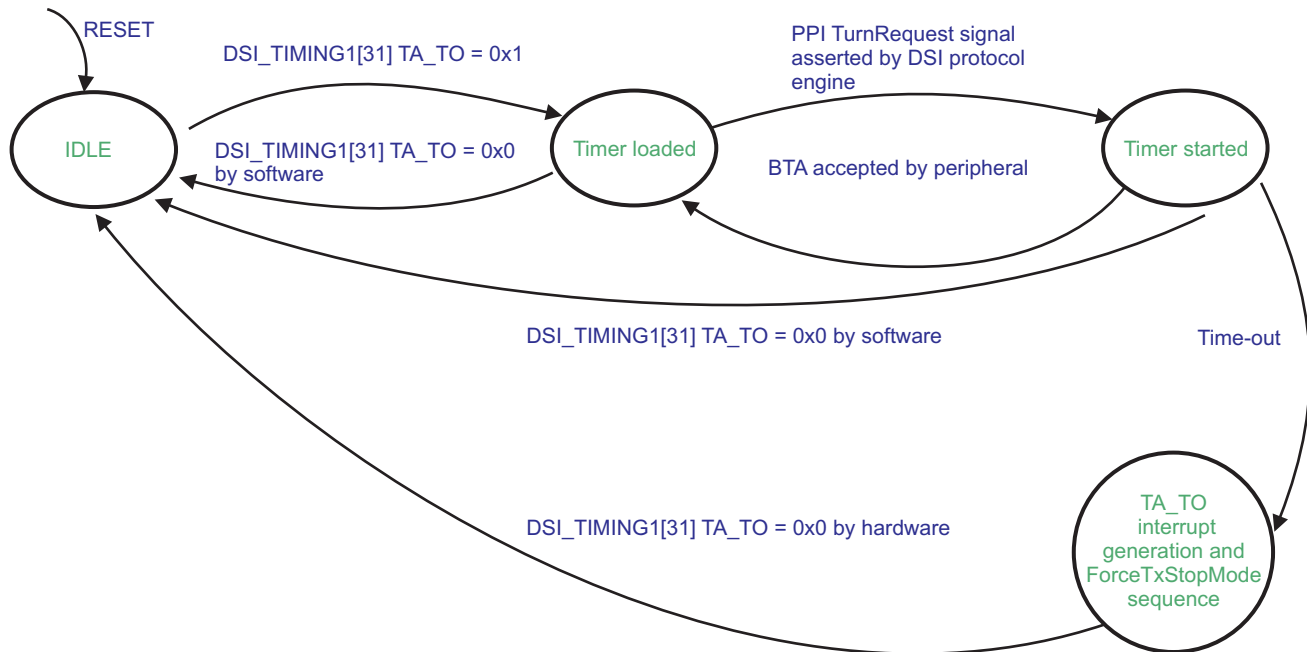 RESET
DSI_TIMING1[31] TA_TO = 0x1
PPI TurnRequest signal
asserted by DSI protocol
engine
IDLE
DSI_TIMING1[31] TA_TO = 0x0
by software
Timer loaded
BTA accepted by peripheral
Timer started
DSI_TIMING1[31] TA_TO = 0x0 by software
Time-out
DSI_TIMING1[31] TA_TO = 0x0 by hardware
TA_TO
interrupt
generation and
ForceTxStopMode
sequence